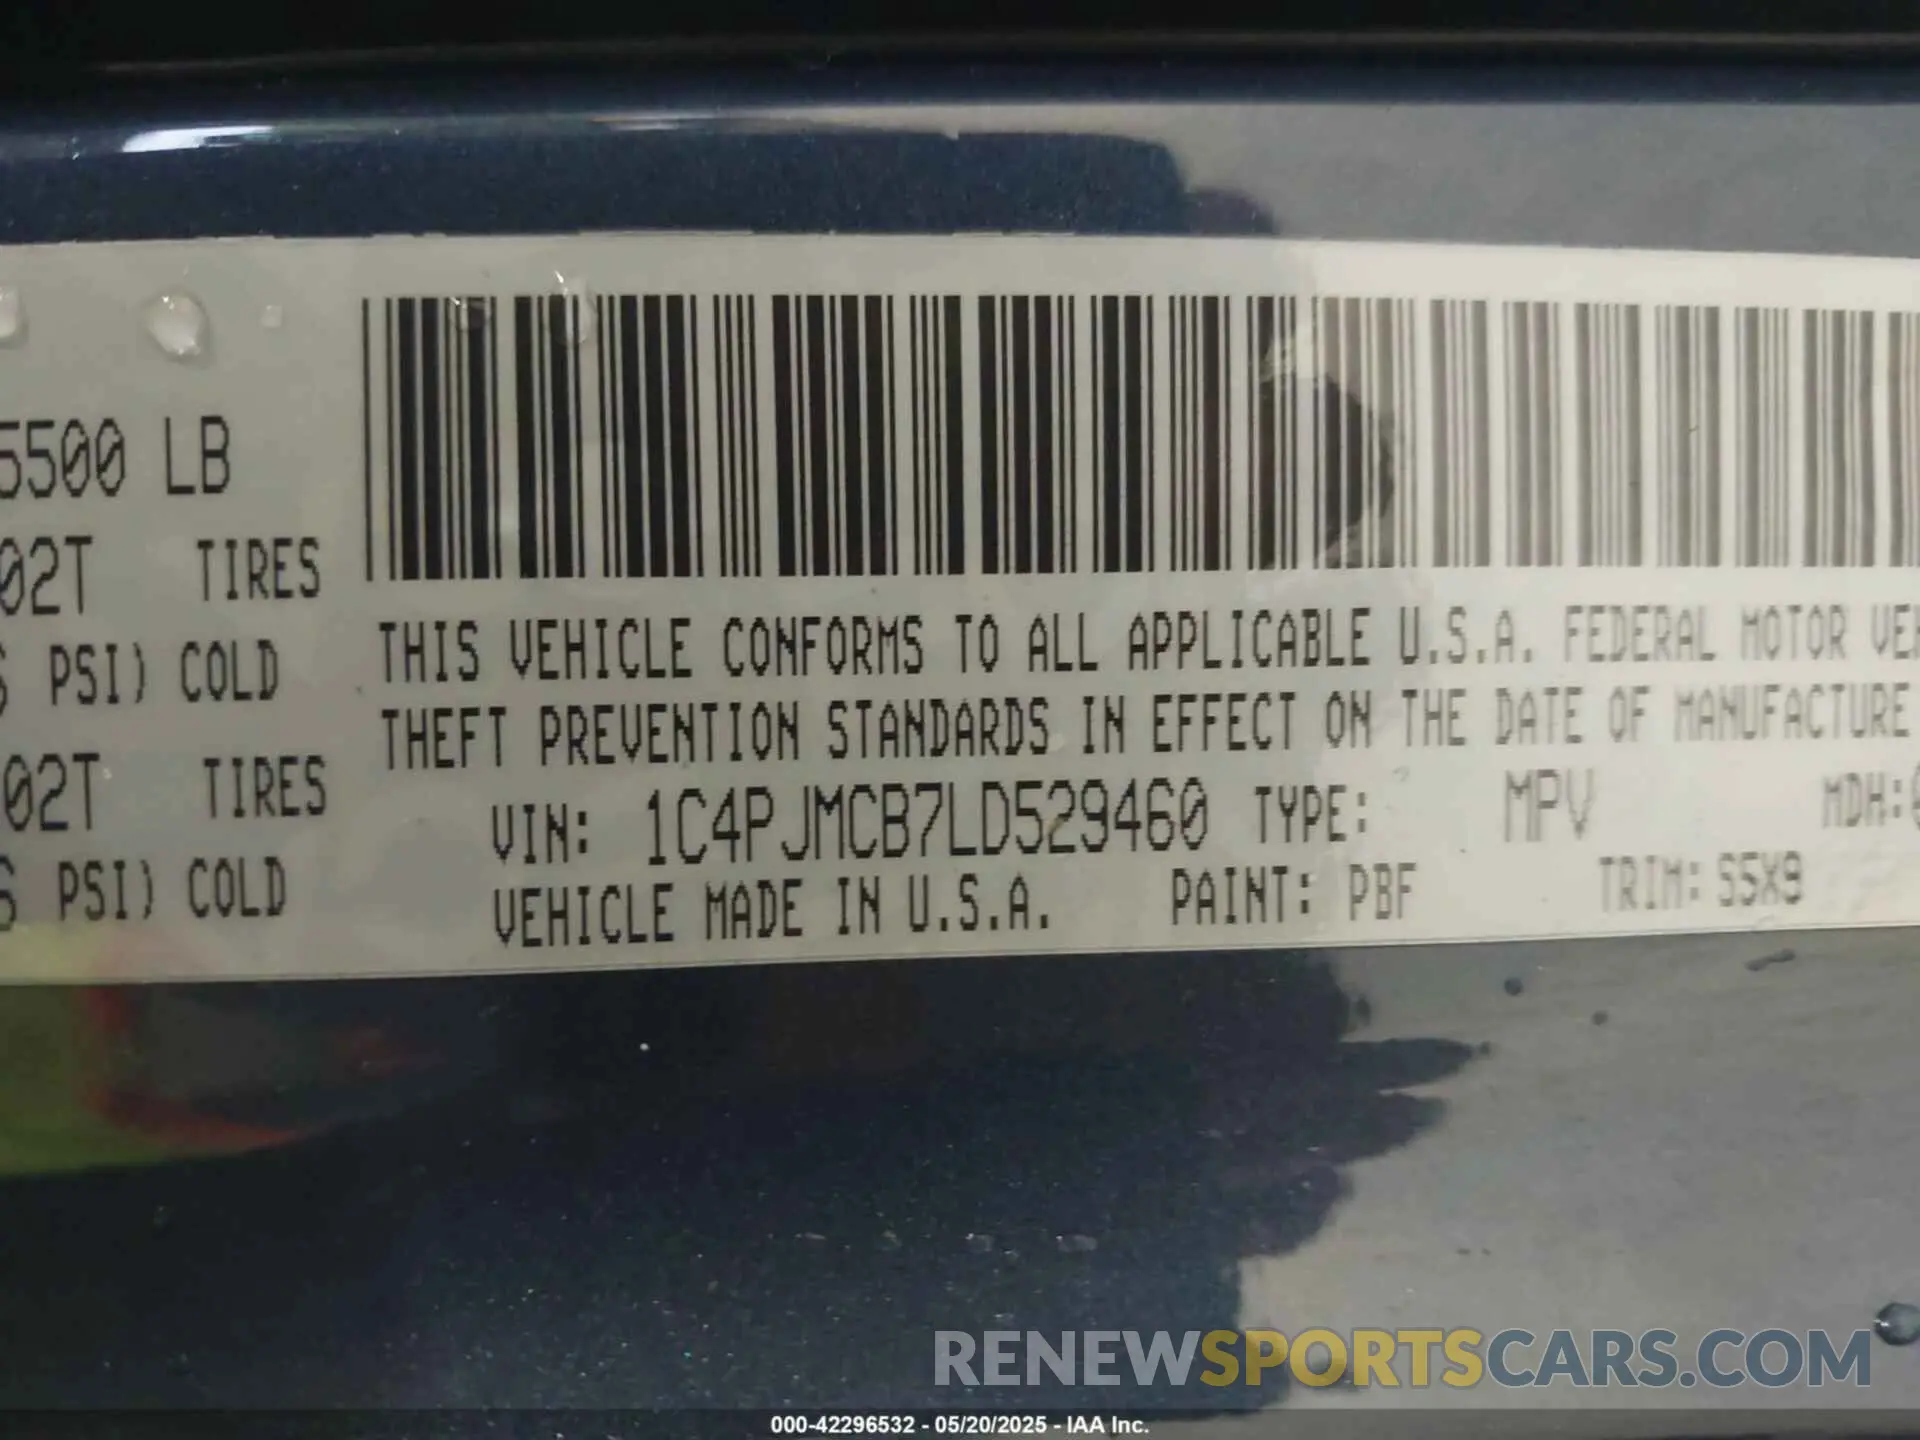 5500 LB
02T TIRES
PSI) COLD
02T TIRES
PSI) COLD
THIS VEHICLE CONFORMS TO ALL APPLICABLE U.S.A. FEDERAL MOTOR VEH
THEFT PREVENTION STANDARDS IN EFFECT ON THE DATE OF MANUFACTURE
VIN: 1C4PJMCB7LD529460 TYPE: MPV MDH:0
VEHICLE MADE IN U.S.A. PAINT: PBF TRIM: S5X9
RENEWSPORTSCARS.COM
000-42296532 - 05/20/2025 - IAA Inc.